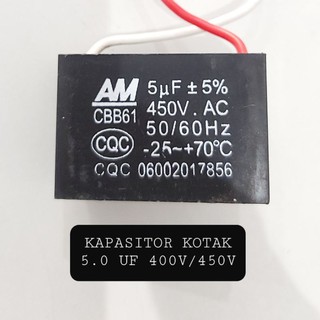 AM 5µF ± 5%
CBB61 450V. AC
50/60Hz
CQC -25~+70°C
CQC 06002017856
KAPASITOR KOTAK
5.0 UF 400V/450V